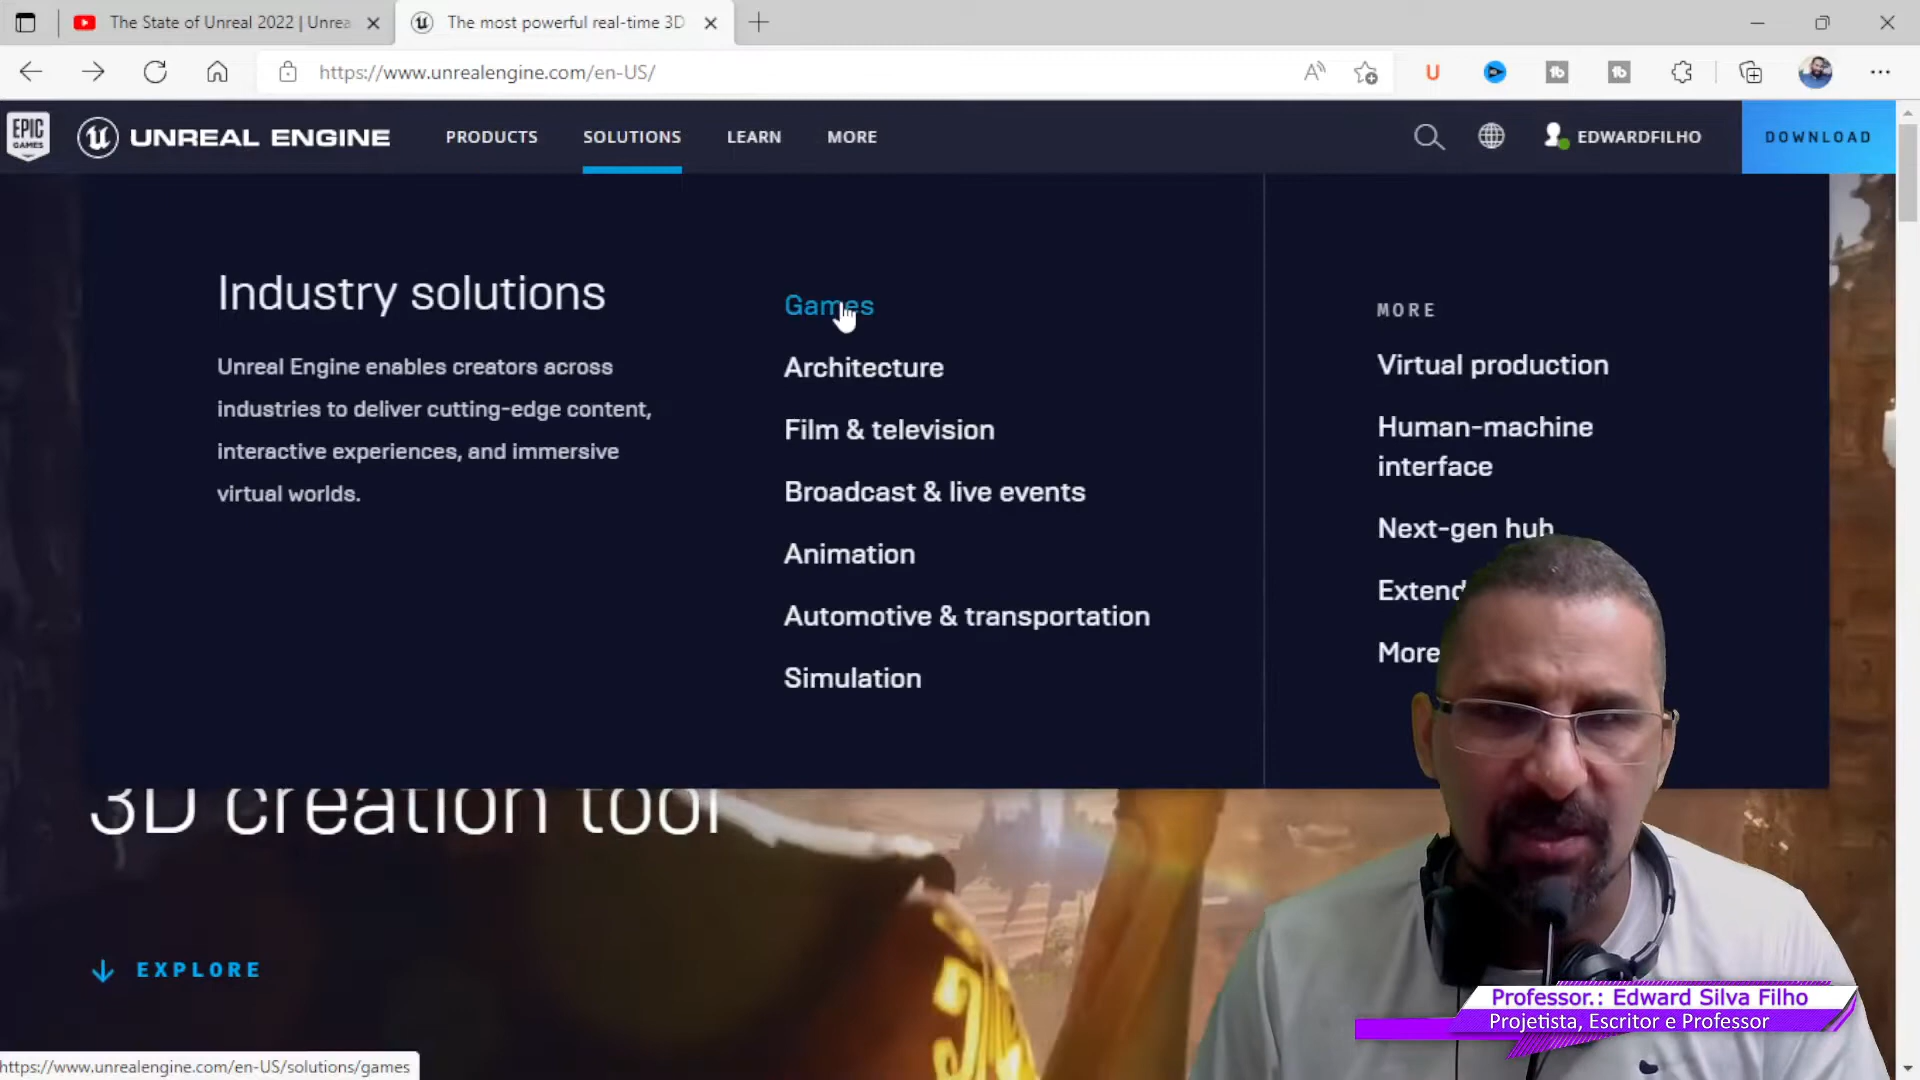 The State of Unreal 2022 | Unrea
The most powerful real-time 3D
https://www.unrealengine.com/en-US/
EPIC GAMES
UNREAL ENGINE
PRODUCTS
SOLUTIONS
LEARN
MORE
EDWARDFILHO
DOWNLOAD
Industry solutions
Unreal Engine enables creators across
industries to deliver cutting-edge content,
interactive experiences, and immersive
virtual worlds.
Games
Architecture
Film & television
Broadcast & live events
Animation
Automotive & transportation
Simulation
MORE
Virtual production
Human-machine
interface
Next-gen hub
Extend
More
3D creation tool
EXPLORE
Professor.: Edward Silva Filho
Projetista, Escritor e Professor
https://www.unrealengine.com/en-US/solutions/games